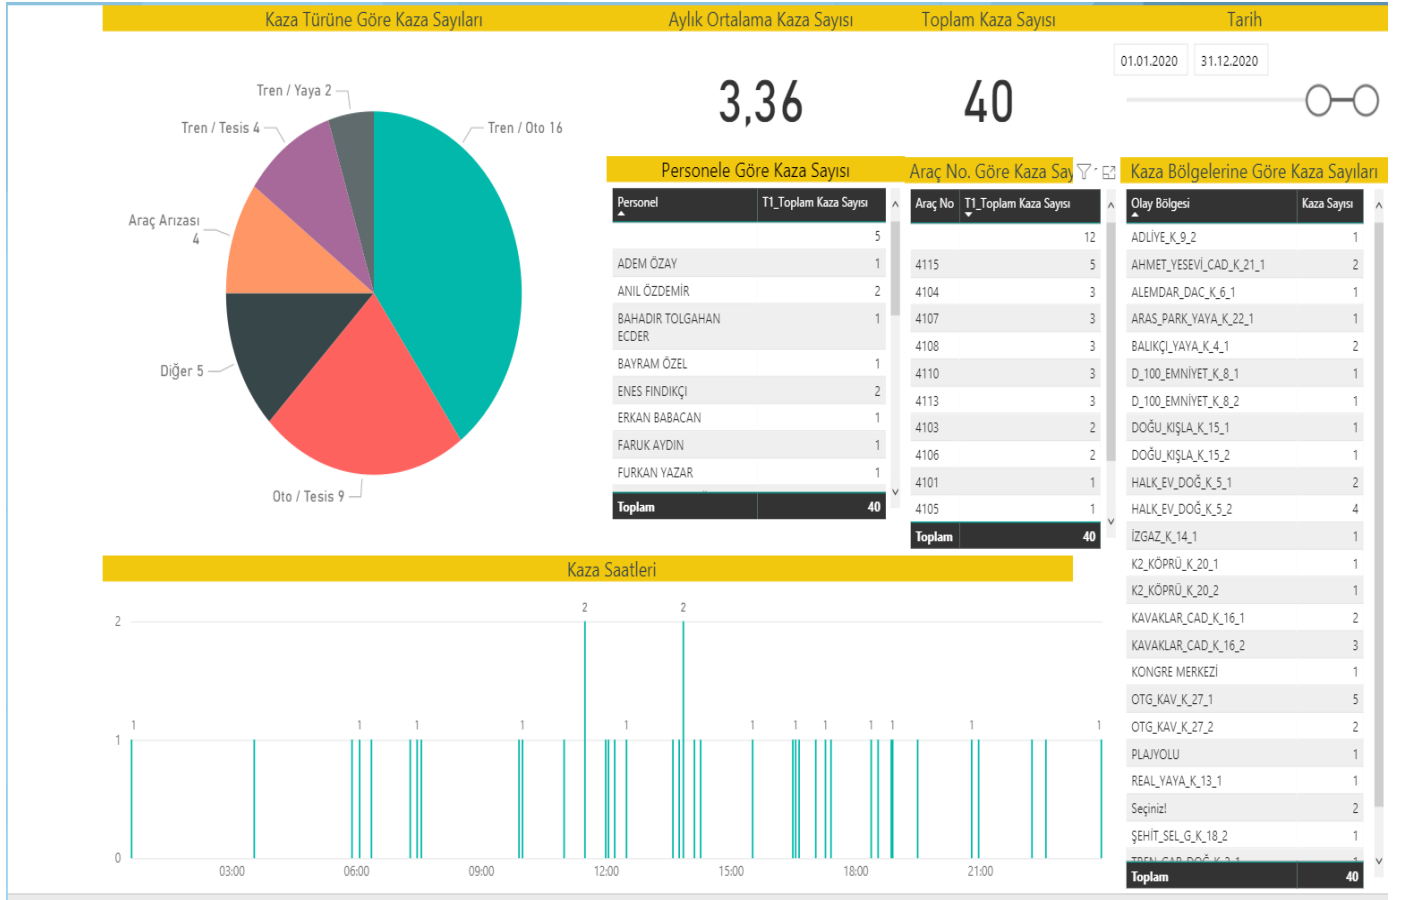 Kaza Türüne Göre Kaza Sayıları
Aylık Ortalama Kaza Sayısı
Toplam Kaza Sayısı
Tarih
3,36
40
01.01.2020
31.12.2020
Tren / Yaya 2
Tren / Tesis 4
Tren / Oto 16
Araç Arızası
4
Diğer 5
Oto / Tesis 9
Personele Göre Kaza Sayısı
Personel T1_Toplam Kaza Sayısı
5
ADEM ÖZAY 1
ANIL ÖZDEMİR 2
BAHADIR TOLGAHAN 1
ECDER
BAYRAM ÖZEL 1
ENES FINDIKÇI 2
ERKAN BABACAN 1
FARUK AYDIN 1
FURKAN YAZAR 1
Toplam 40
Araç No. Göre Kaza Say
Araç No T1_Toplam Kaza Sayısı
12
4115 5
4104 3
4107 3
4108 3
4110 3
4113 3
4103 2
4106 2
4101 1
4105 1
Toplam 40
Kaza Bölgelerine Göre Kaza Sayıları
Olay Bölgesi Kaza Sayısı
ADLİYE_K_9_2 1
AHMET_YESEVİ_CAD_K_21_1 2
ALEMDAR_DAC_K_6_1 1
ARAS_PARK_YAYA_K_22_1 1
BALIKÇI_YAYA_K_4_1 2
D_100_EMNİYET_K_8_1 1
D_100_EMNİYET_K_8_2 1
DOĞU_KIŞLA_K_15_1 1
DOĞU_KIŞLA_K_15_2 1
HALK_EV_DOĞ_K_5_1 2
HALK_EV_DOĞ_K_5_2 4
İZGAZ_K_14_1 1
K2_KÖPRÜ_K_20_1 1
K2_KÖPRÜ_K_20_2 1
KAVAKLAR_CAD_K_16_1 2
KAVAKLAR_CAD_K_16_2 3
KONGRE MERKEZİ 1
OTG_KAV_K_27_1 5
OTG_KAV_K_27_2 2
PLAJYOLU 1
REAL_YAYA_K_13_1 1
Seçiniz! 2
ŞEHİT_SEL_G_K_18_2 1
Toplam 40
Kaza Saatleri
2 2
2
1 1 1 1 1 1 1 1 1 1 1 1
1
0
03:00 06:00 09:00 12:00 15:00 18:00 21:00